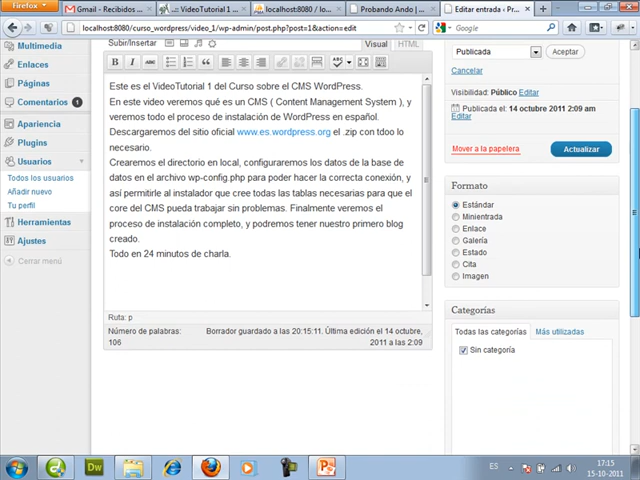 Firefox
Gmail - Recibidos ...
.:: VideoTutorial 1 ...
localhost:8080 / lo...
Probando Ando | ...
Editar entrada ‹ Pr...
localhost:8080/curso_wordpress/video_1/wp-admin/post.php?post=1&action=edit
Google
Multimedia
Enlaces
Páginas
Comentarios 1
Apariencia
Plugins
Usuarios
Todos los usuarios
Añadir nuevo
Tu perfil
Herramientas
Ajustes
Cerrar menú
Subir/Insertar
Visual
HTML
B I ABC
ABC
Este es el VideoTutorial 1 del Curso sobre el CMS WordPress.
En este video veremos qué es un CMS ( Content Management System ), y
veremos todo el proceso de instalación de WordPress en español.
Descargaremos del sitio oficial www.es.wordpress.org el .zip con tdoo lo
necesario.
Crearemos el directorio en local, configuraremos los datos de la base de
datos en el archivo wp-config.php para poder hacer la correcta conexión, y
así permitirle al instalador que cree todas las tablas necesarias para que el
core del CMS pueda trabajar sin problemas. Finalmente veremos el
proceso de instalación completo, y podremos tener nuestro primero blog
creado.
Todo en 24 minutos de charla.
Ruta: p
Número de palabras:
106
Borrador guardado a las 20:15:11. Última edición el 14 octubre,
2011 a las 2:09
Publicada
Aceptar
Cancelar
Visibilidad: Público Editar
Publicada el: 14 octubre 2011 2:09 am
Editar
Mover a la papelera
Actualizar
Formato
Estándar
Minientrada
Enlace
Galería
Estado
Cita
Imagen
Categorías
Todas las categorías
Más utilizadas
Sin categoría
Dw
ES
17:15
15-10-2011